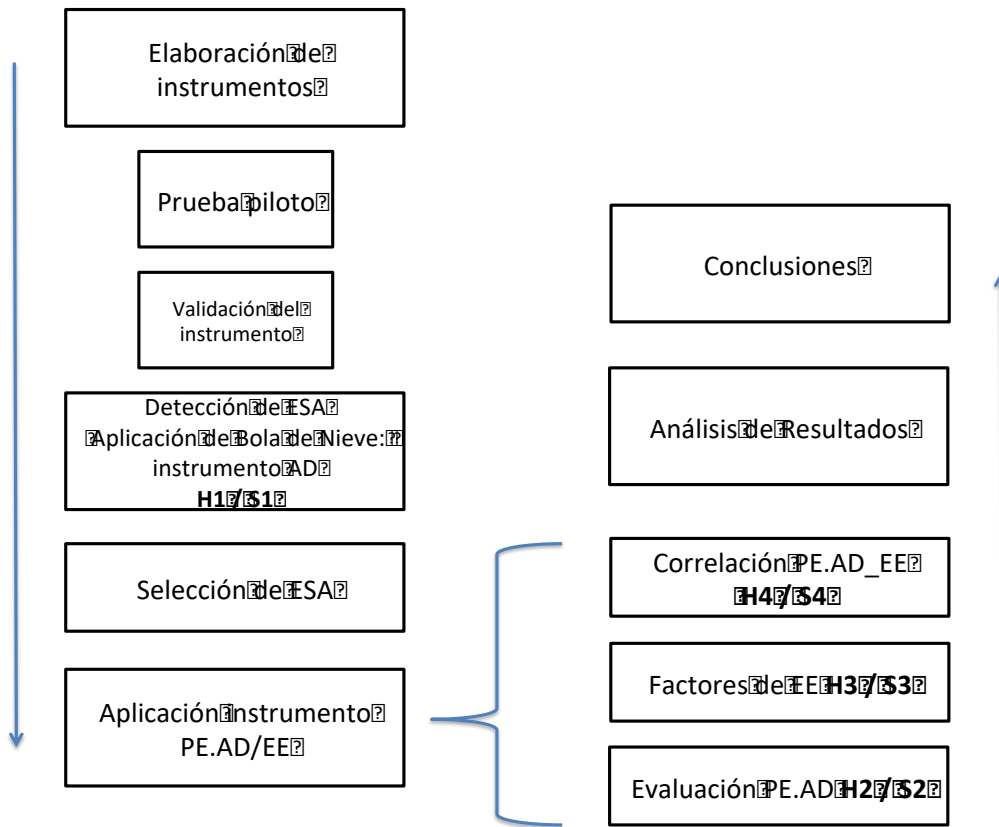 Elaboración de
instrumentos
Prueba piloto
Validación del
instrumento
Detección de ESA
Aplicación de Bola de Nieve:
instrumento AD
H1 / S1
Selección de ESA
Aplicación Instrumento
PE.AD/EE
Conclusiones
Análisis de Resultados
Correlación PE.AD_EE
H4 / S4
Factores de EE H3 / S3
Evaluación PE.AD H2 / S2